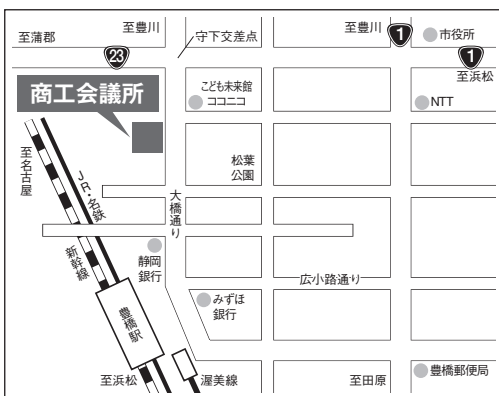 至豊川
至豊川
1
市役所
至蒲郡
守下交差点
23
1
至浜松
商工会議所
こども未来館
ココニコ
NTT
至名古屋
JR・名鉄
松葉
公園
大橋通り
新幹線
静岡
銀行
広小路通り
みずほ
銀行
豊橋駅
豊橋郵便局
至浜松
渥美線
至田原